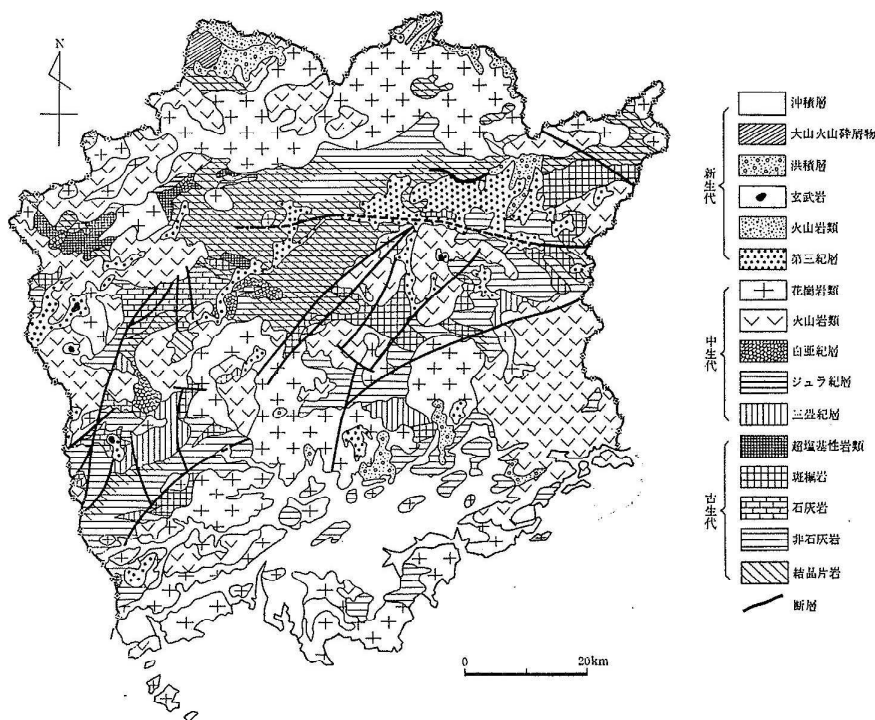 N
新生代
沖積層
大山火山砕屑物
洪積層
玄武岩
火山岩類
第三紀層
中生代
花崗岩類
火山岩類
白亜紀層
ジュラ紀層
三畳紀層
古生代
超塩基性岩類
斑糲岩
石灰岩
非石灰岩
結晶片岩
断層
0 20km